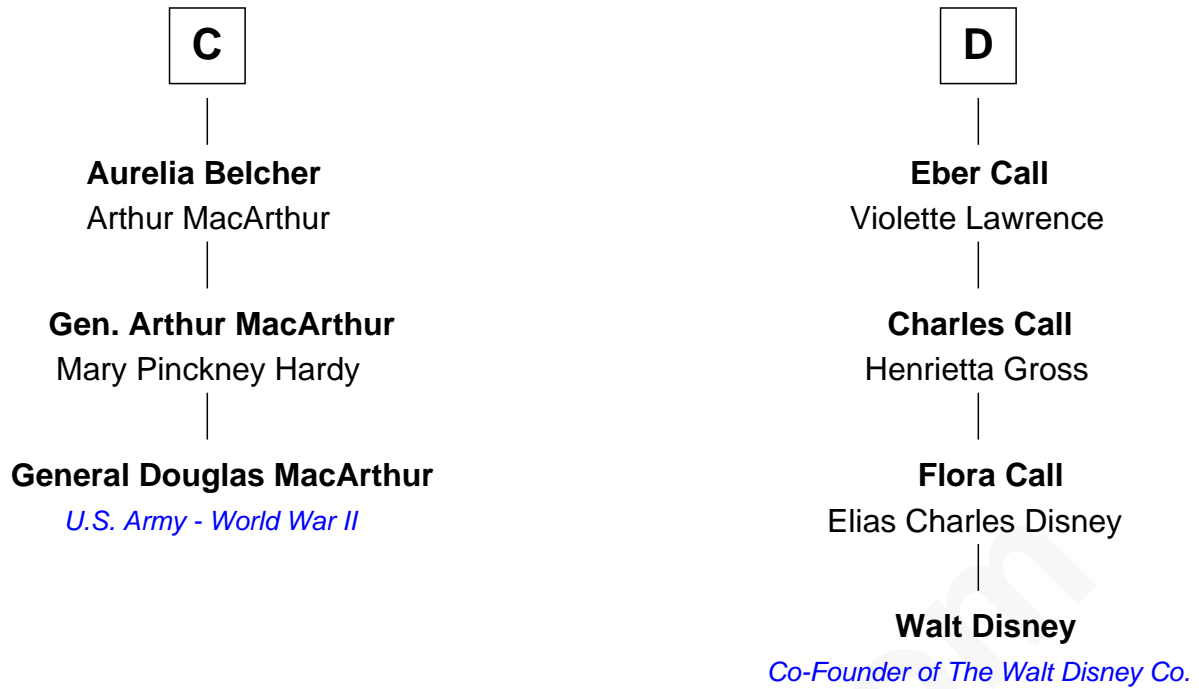 C
Aurelia Belcher
Arthur MacArthur
Gen. Arthur MacArthur
Mary Pinckney Hardy
General Douglas MacArthur
U.S. Army - World War II
D
Eber Call
Violette Lawrence
Charles Call
Henrietta Gross
Flora Call
Elias Charles Disney
Walt Disney
Co-Founder of The Walt Disney Co.